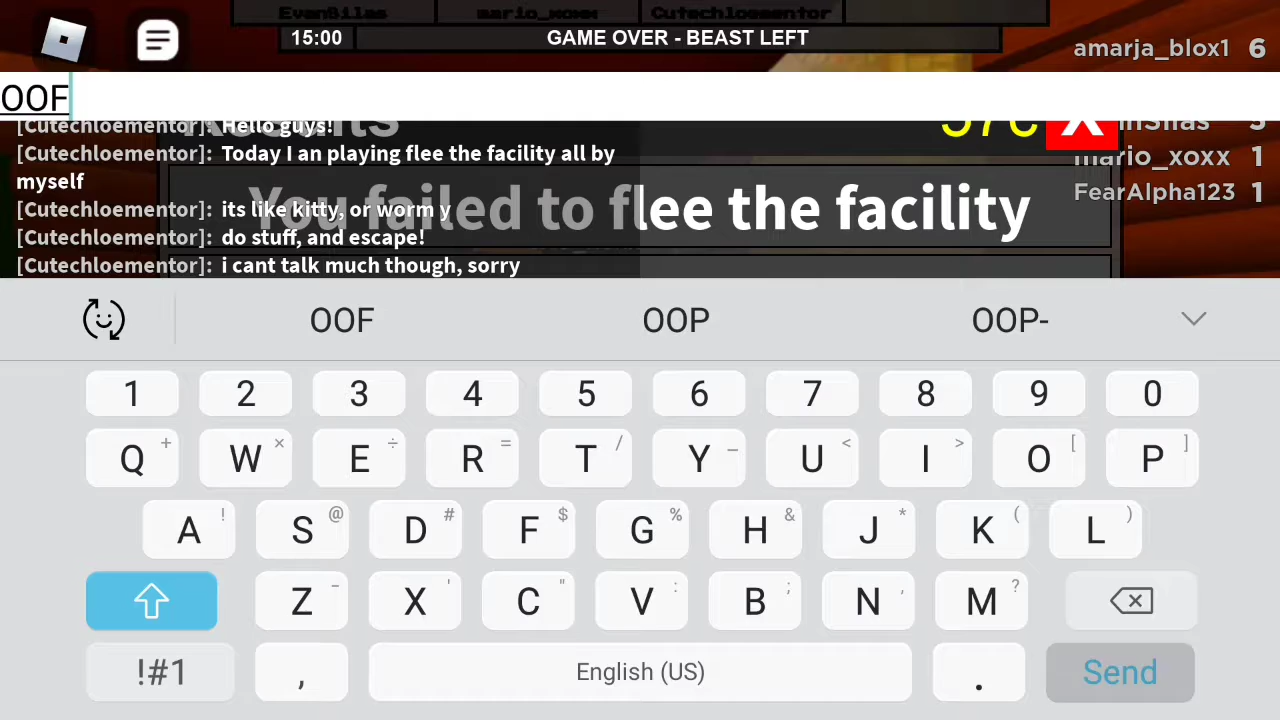 EvanSilas mario_xoxx Cutechloementor
15:00 GAME OVER - BEAST LEFT
amarja_blox1 6
OOF
[Cutechloementor]: Hello guys!
[Cutechloementor]: Today I an playing flee the facility all by
myself
mario_xoxx 1
FearAlpha123 1
You failed to flee the facility
[Cutechloementor]: its like kitty, or worm y
[Cutechloementor]: do stuff, and escape!
[Cutechloementor]: i cant talk much though, sorry
OOF OOP OOP-
1 2 3 4 5 6 7 8 9 0
Q + W × E ÷ R = T / Y _ U < I > O [ P ]
A ! S @ D # F $ G % H & J * K ( L )
Z - X ' C " V : B ; N , M ?
!#1 , English (US) . Send